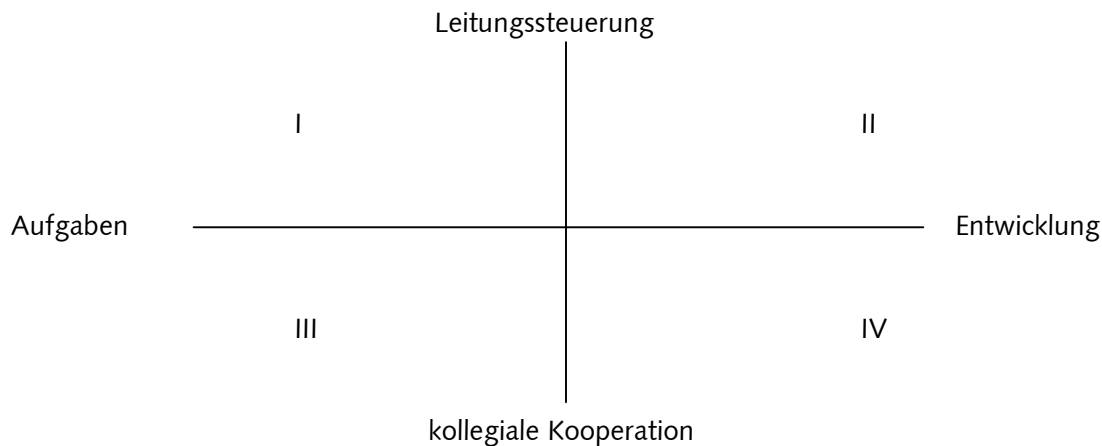 Leitungssteuerung
I
II
Aufgaben
Entwicklung
III
IV
kollegiale Kooperation